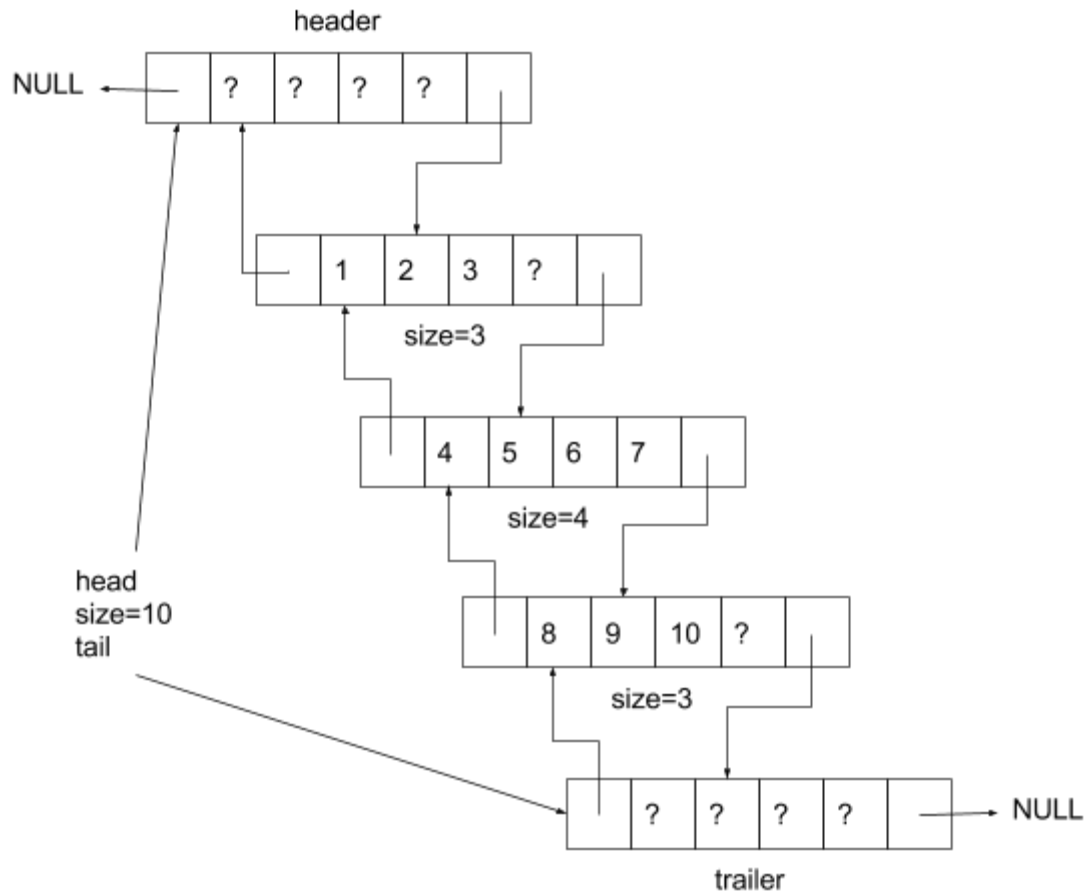 header
NULL ? ? ? ?
1 2 3 ?
size=3
4 5 6 7
size=4
head
size=10
tail
8 9 10 ?
size=3
? ? ? ? NULL
trailer